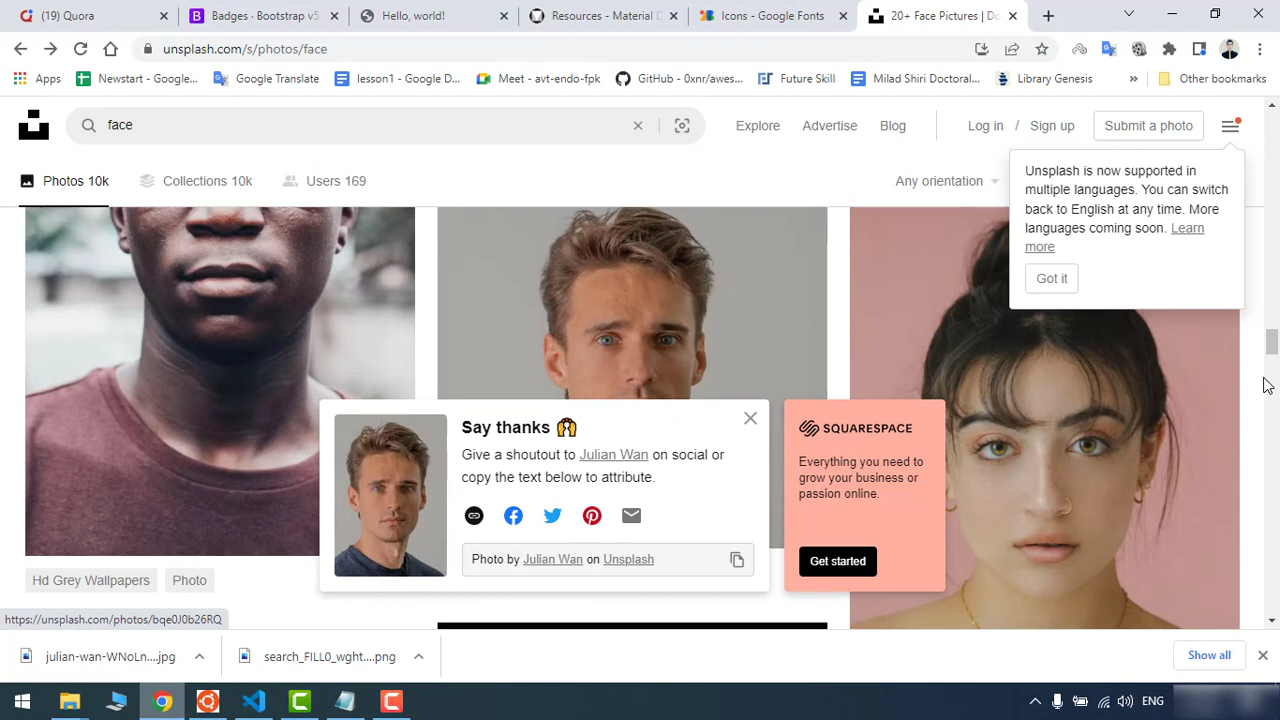 (19) Quora
Badges · Bootstrap v5
Hello, world!
Resources - Material D
Icons - Google Fonts
20+ Face Pictures | Do
unsplash.com/s/photos/face
Apps
Newstart - Google...
Google Translate
lesson1 - Google D...
Meet - avt-endo-fpk
GitHub - 0xnr/awes...
Future Skill
Milad Shiri Doctoral...
Library Genesis
»
Other bookmarks
face
Explore
Advertise
Blog
Log in / Sign up
Submit a photo
Photos 10k
Collections 10k
Users 169
Any orientation
Unsplash is now supported in
multiple languages. You can switch
back to English at any time. More
languages coming soon. Learn
more
Got it
Say thanks 🙌
Give a shoutout to Julian Wan on social or
copy the text below to attribute.
Photo by Julian Wan on Unsplash
SQUARESPACE
Everything you need to
grow your business or
passion online.
Get started
Hd Grey Wallpapers
Photo
https://unsplash.com/photos/bqe0J0b26RQ
julian-wan-WNoLn....jpg
search_FILL0_wght....png
Show all
ENG